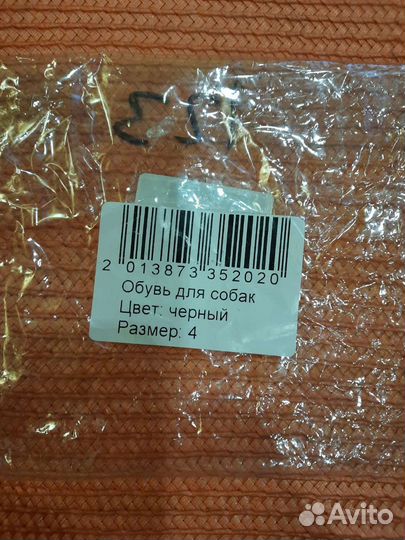 2 013873 352020
Обувь для собак
Цвет: черный
Размер: 4
Avito